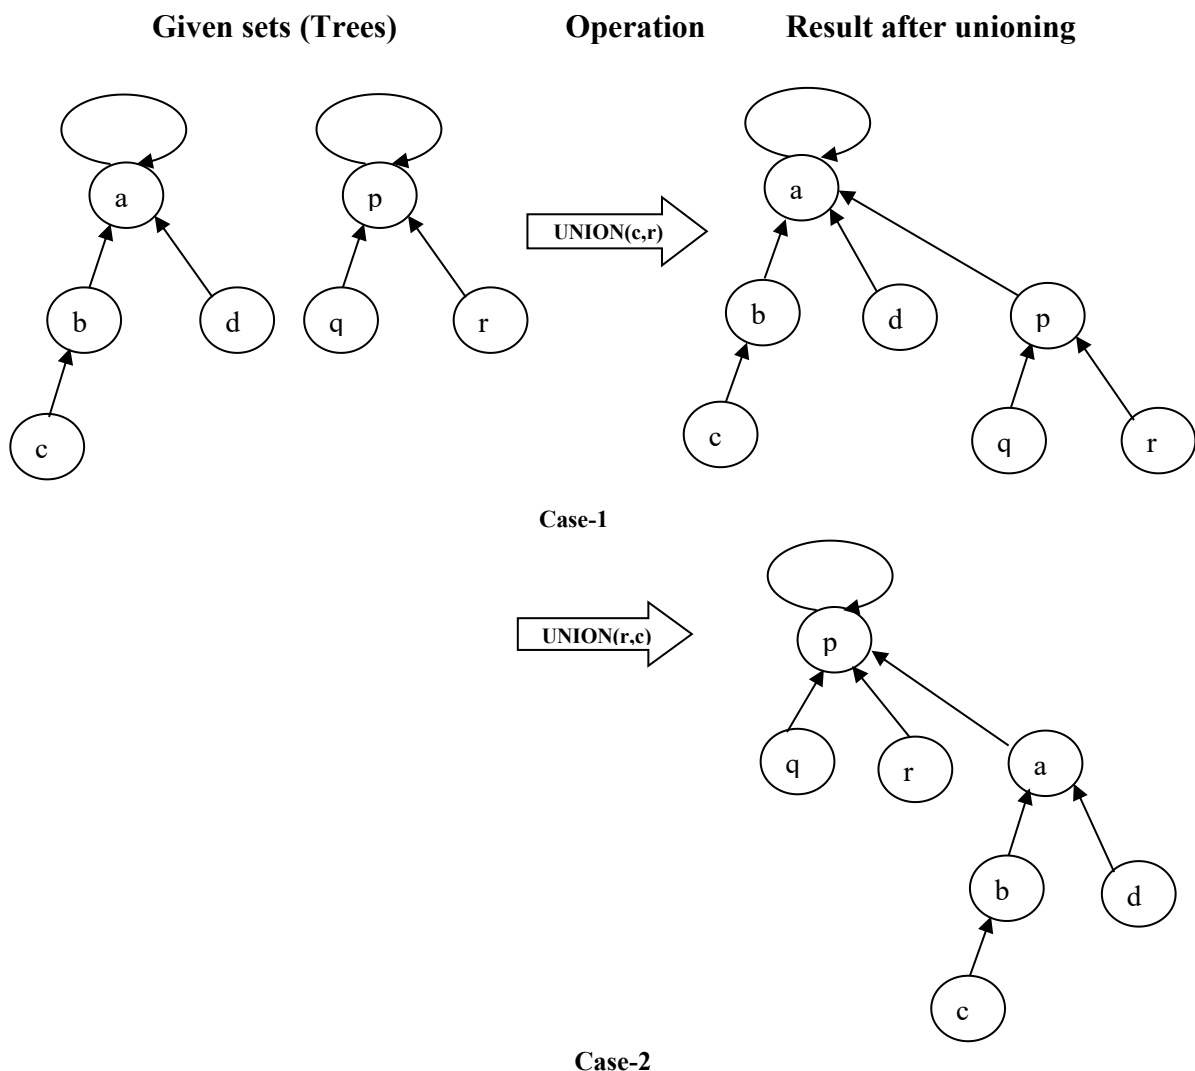 Given sets (Trees) Operation Result after unioning
a p a
UNION(c,r)
b d q r b d p
c c q r
Case-1
p
UNION(r,c)
q r a
b d
c
Case-2